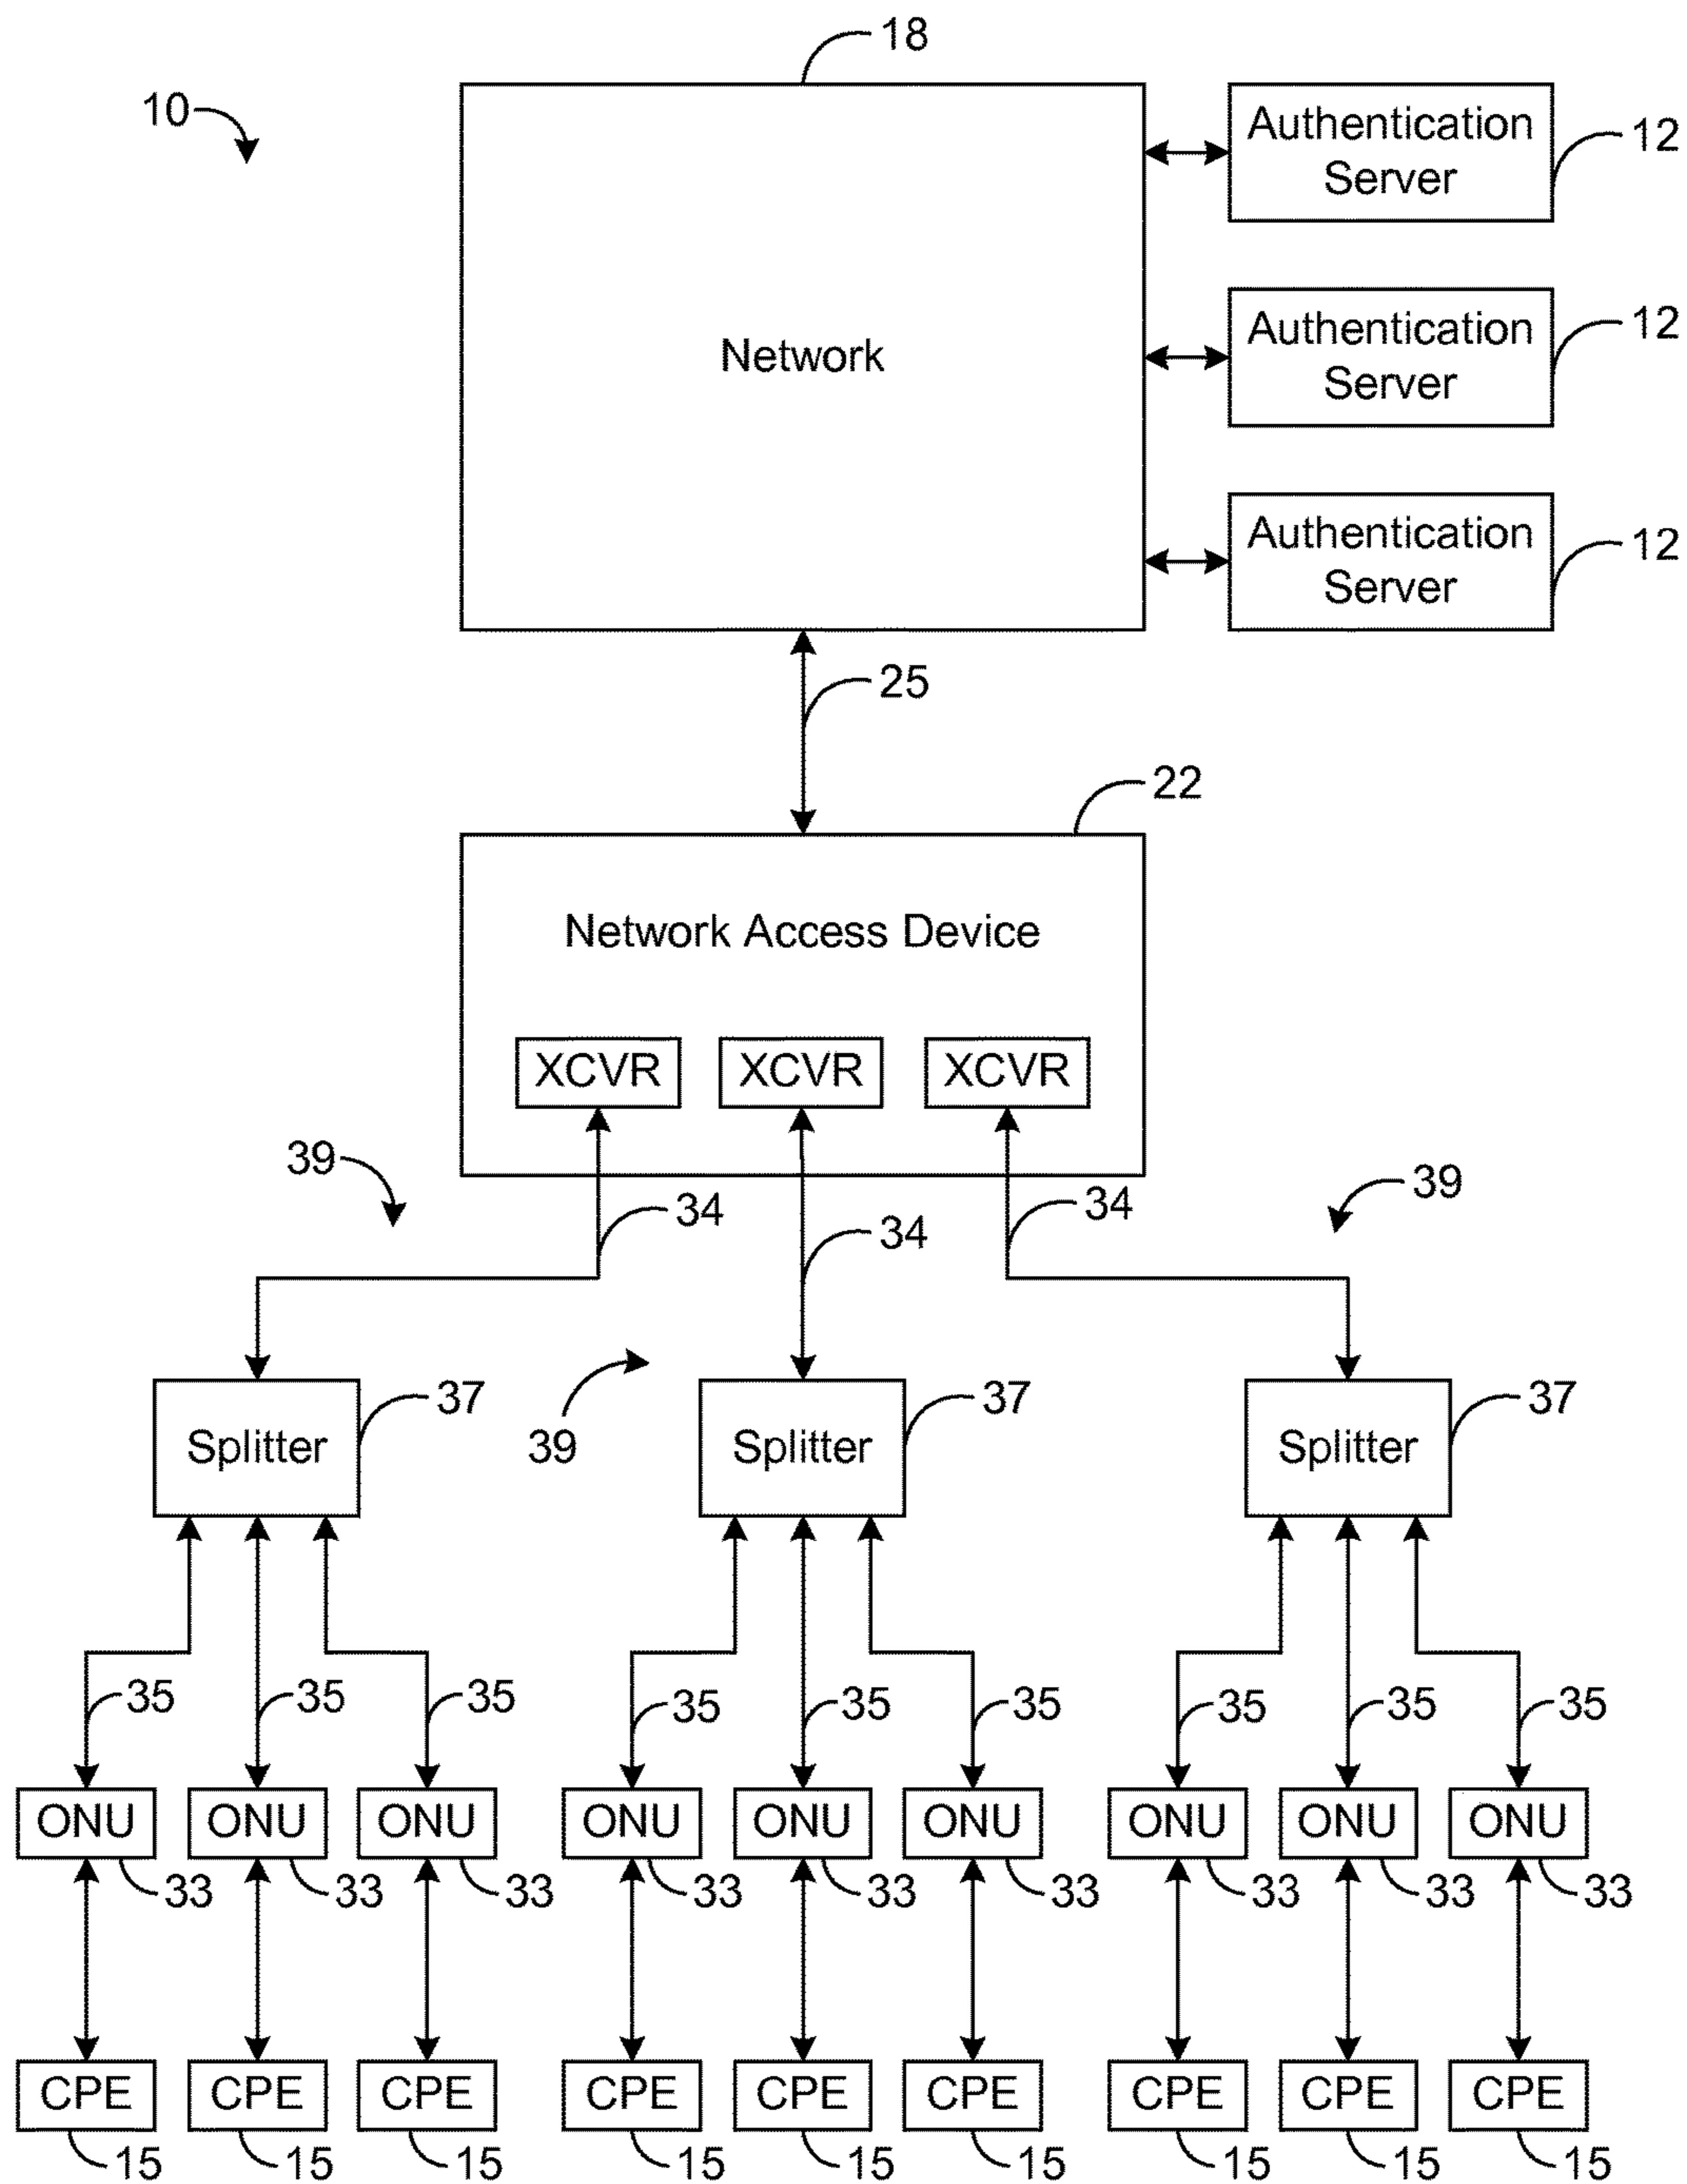 18
10
Authentication
Server
12
Network
Authentication
Server
12
Authentication
Server
12
25
22
Network Access Device
XCVR XCVR XCVR
39
34
34
34
39
39
Splitter
37
Splitter
37
Splitter
37
35 35 35 35 35 35 35 35 35
ONU ONU ONU ONU ONU ONU ONU ONU ONU
33 33 33 33 33 33 33 33 33
CPE CPE CPE CPE CPE CPE CPE CPE CPE
15 15 15 15 15 15 15 15 15